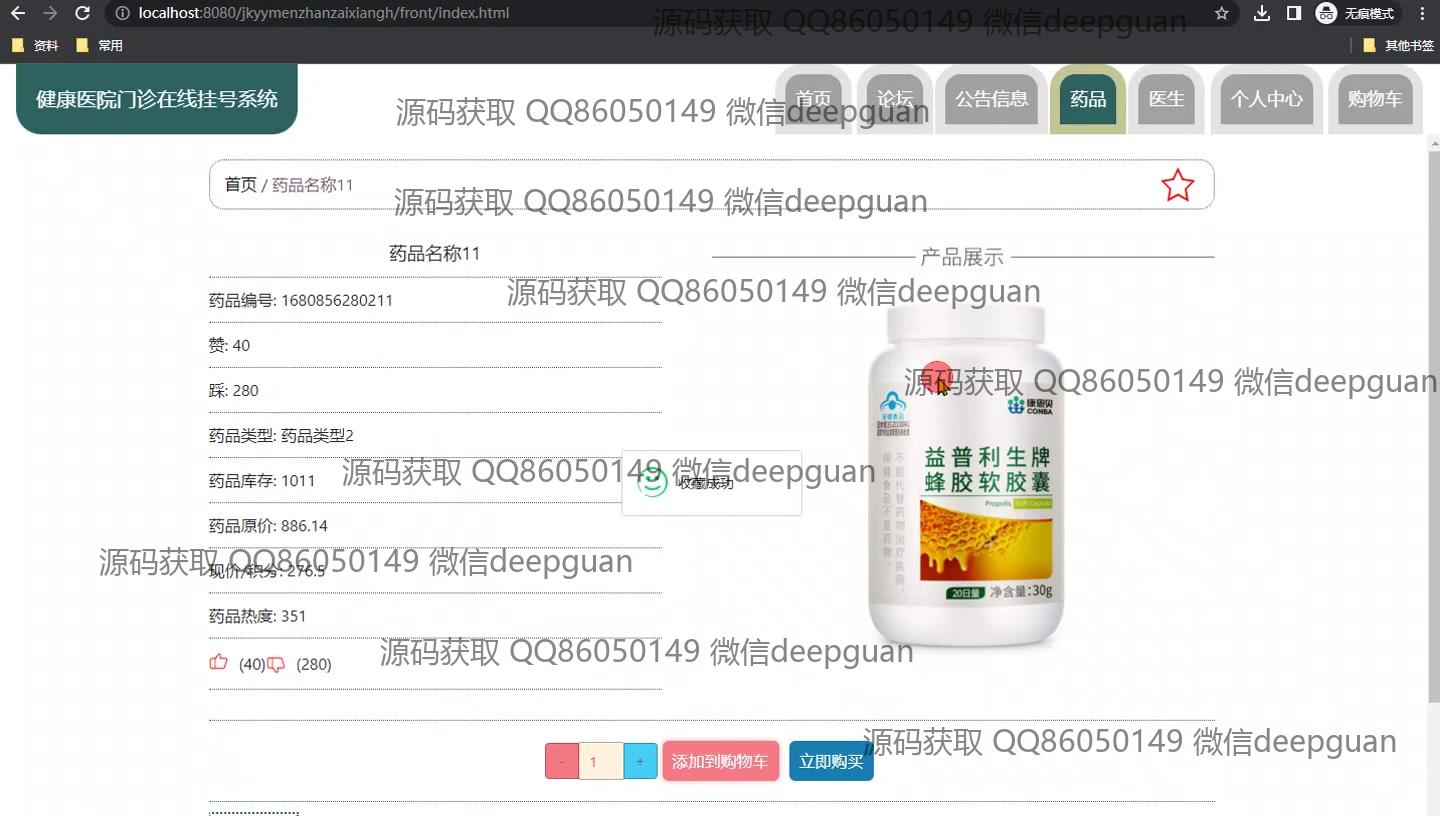 localhost:8080/jkyymenzhanzaixiangh/front/index.html
无痕模式
资料
常用
其他书签
源码获取 QQ86050149 微信deepguan
健康医院门诊在线挂号系统
首页
论坛
公告信息
药品
医生
个人中心
购物车
源码获取 QQ86050149 微信deepguan
首页 / 药品名称11
源码获取 QQ86050149 微信deepguan
药品名称11
产品展示
药品编号: 1680856280211
源码获取 QQ86050149 微信deepguan
赞: 40
踩: 280
源码获取 QQ86050149 微信deepguan
康恩贝
CONBA
药品类型: 药品类型2
益普利生牌
蜂胶软胶囊
Propolis Soft Capsule
不能代替药物治疗疾病。
保健食品不是药物，
药品库存: 1011
源码获取 QQ86050149 微信deepguan
收藏成功
药品原价: 886.14
源码获取 QQ86050149 微信deepguan
现价/积分: 276.5
20日量 净含量:30g
药品热度: 351
源码获取 QQ86050149 微信deepguan
(40) (280)
源码获取 QQ86050149 微信deepguan
- 1 + 添加到购物车 立即购买